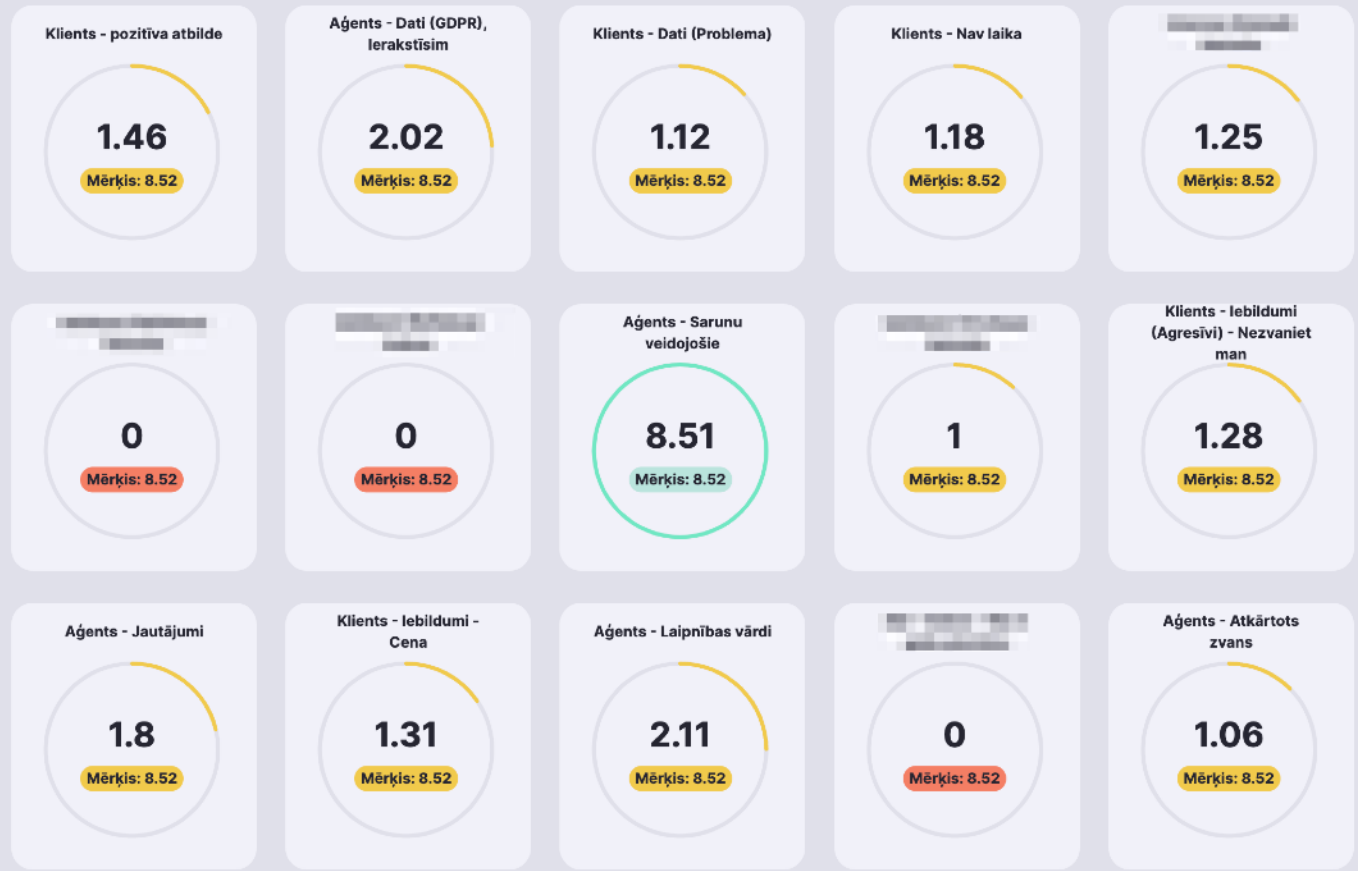 Klients - pozitīva atbilde
1.46
Mērķis: 8.52
Aģents - Dati (GDPR),
Ierakstīsim
2.02
Mērķis: 8.52
Klients - Dati (Problema)
1.12
Mērķis: 8.52
Klients - Nav laika
1.18
Mērķis: 8.52
1.25
Mērķis: 8.52
0
Mērķis: 8.52
0
Mērķis: 8.52
Aģents - Sarunu
veidojošie
8.51
Mērķis: 8.52
1
Mērķis: 8.52
Klients - Iebildumi
(Agresīvi) - Nezvaniet
man
1.28
Mērķis: 8.52
Aģents - Jautājumi
1.8
Mērķis: 8.52
Klients - Iebildumi -
Cena
1.31
Mērķis: 8.52
Aģents - Laipnības vārdi
2.11
Mērķis: 8.52
0
Mērķis: 8.52
Aģents - Atkārtots
zvans
1.06
Mērķis: 8.52